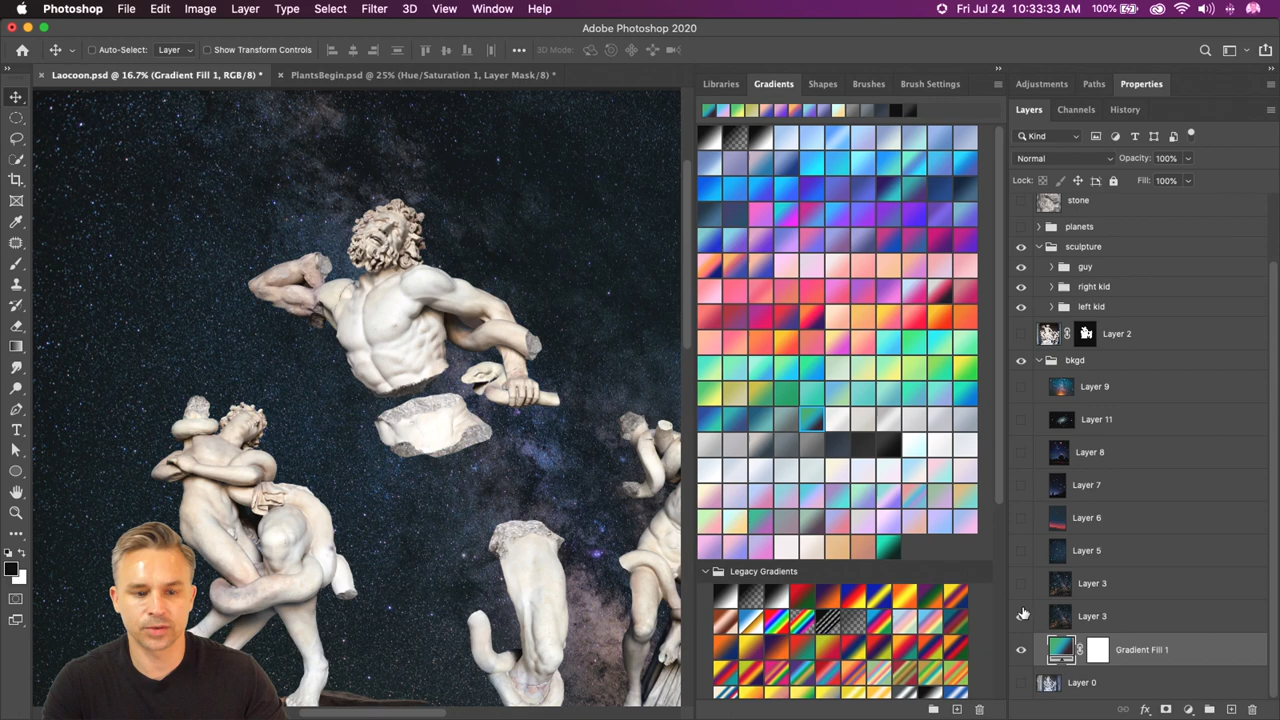 Photoshop File Edit Image Layer Type Select Filter 3D View Window Help 100% Fri Jul 24 10:33:33 AM
Adobe Photoshop 2020
Auto-Select: Layer Show Transform Controls 3D Mode:
Laocoon.psd @ 16.7% (Gradient Fill 1, RGB/8) * PlantsBegin.psd @ 25% (Hue/Saturation 1, Layer Mask/8) *
Libraries Gradients Shapes Brushes Brush Settings
Legacy Gradients
Adjustments Paths Properties
Layers Channels History
Kind
Normal Opacity: 100%
Lock: Fill: 100%
stone
planets
sculpture
guy
right kid
left kid
Layer 2
bkgd
Layer 9
Layer 11
Layer 8
Layer 7
Layer 6
Layer 5
Layer 3
Layer 3
Gradient Fill 1
Layer 0